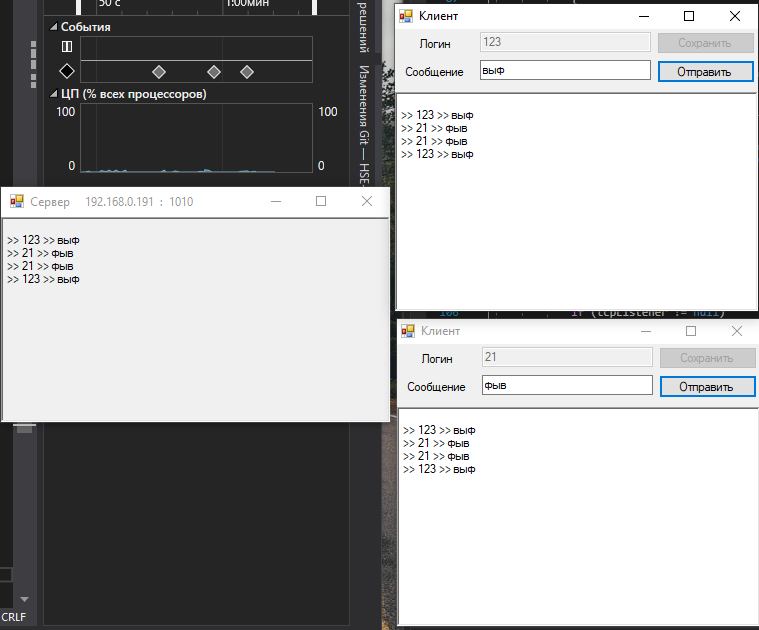 50 с
1:00мин
События
ЦП (% всех процессоров)
100
100
0
0
решений
Изменения Git — HSE-
Сервер 192.168.0.191 : 1010
>> 123 >> выф
>> 21 >> фыв
>> 21 >> фыв
>> 123 >> выф
CRLF
Клиент
Логин 123 Сохранить
Сообщение выф Отправить
>> 123 >> выф
>> 21 >> фыв
>> 21 >> фыв
>> 123 >> выф
106 if (tcpListener != null)
Клиент
Логин 21 Сохранить
Сообщение фыв Отправить
>> 123 >> выф
>> 21 >> фыв
>> 21 >> фыв
>> 123 >> выф